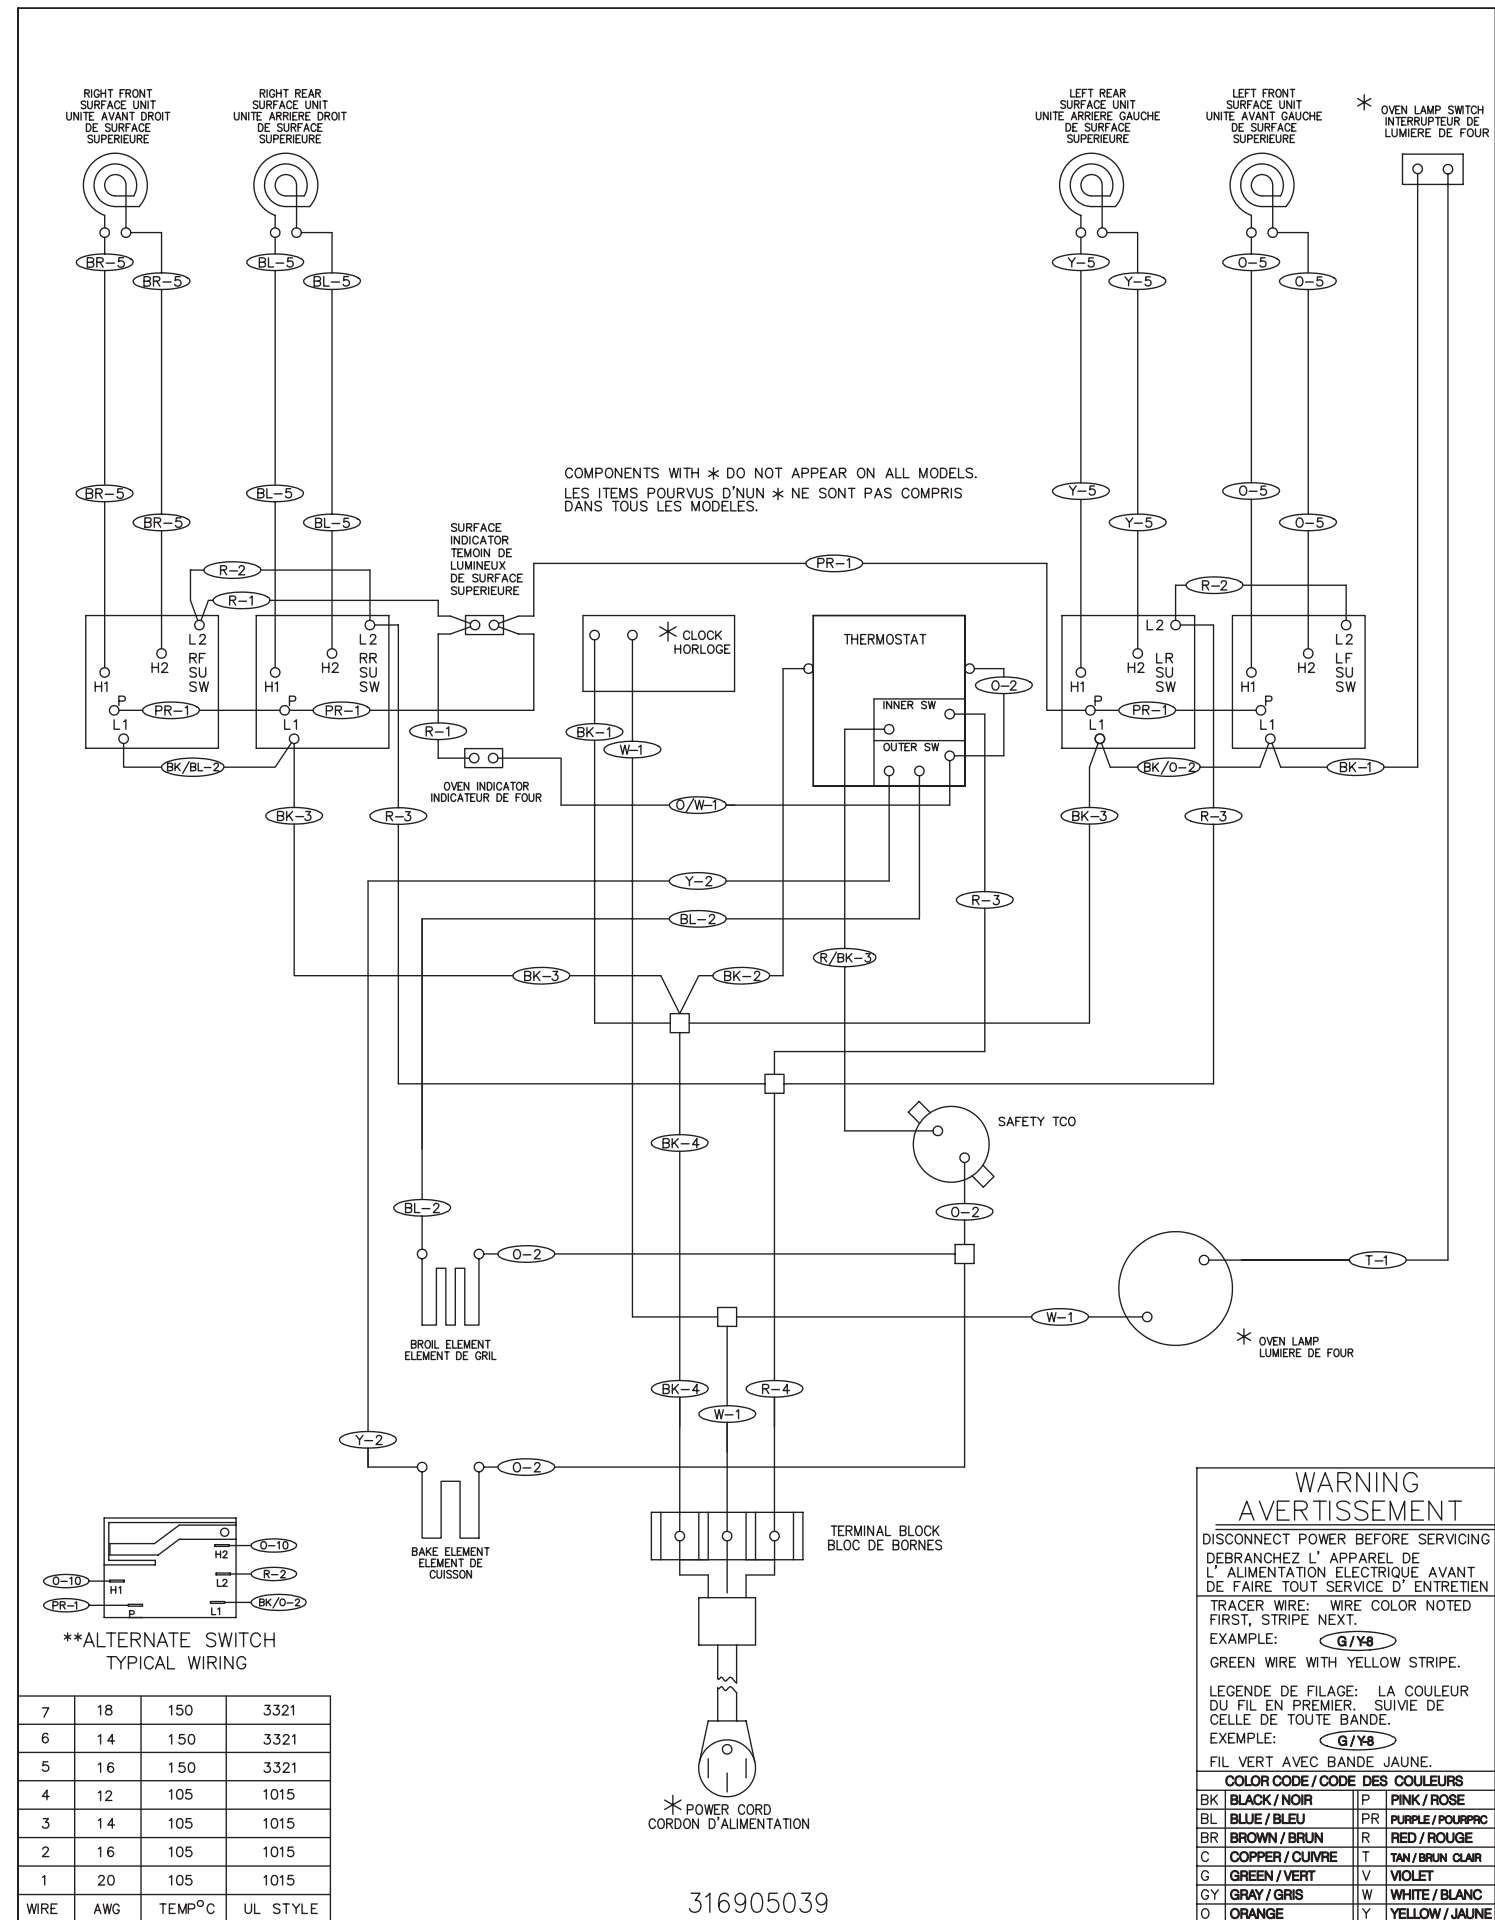 RIGHT FRONT
SURFACE UNIT
UNITE AVANT DROIT
DE SURFACE
SUPERIEURE
RIGHT REAR
SURFACE UNIT
UNITE ARRIERE DROIT
DE SURFACE
SUPERIEURE
LEFT REAR
SURFACE UNIT
UNITE ARRIERE GAUCHE
DE SURFACE
SUPERIEURE
LEFT FRONT
SURFACE UNIT
UNITE AVANT GAUCHE
DE SURFACE
SUPERIEURE
* OVEN LAMP SWITCH
INTERRUPTEUR DE
LUMIERE DE FOUR
BR-5
BR-5
BL-5
BL-5
Y-5
Y-5
O-5
O-5
COMPONENTS WITH * DO NOT APPEAR ON ALL MODELS.
LES ITEMS POURVUS D'NUN * NE SONT PAS COMPRIS
DANS TOUS LES MODELES.
BR-5
BR-5
BL-5
BL-5
Y-5
Y-5
O-5
O-5
SURFACE
INDICATOR
TEMOIN DE
LUMINEUX
DE SURFACE
SUPERIEURE
R-2
R-1
PR-1
R-2
L2
RF
SU
SW
H1
H2
P
L1
PR-1
L2
RR
SU
SW
H1
H2
P
L1
PR-1
* CLOCK
HORLOGE
THERMOSTAT
INNER SW
OUTER SW
O-2
L2
LR
SU
SW
H1
H2
P
L1
PR-1
L2
LF
SU
SW
H1
H2
P
L1
BK/BL-2
R-1
BK-1
W-1
BK/O-2
BK-1
OVEN INDICATOR
INDICATEUR DE FOUR
O/W-1
BK-3
R-3
BK-3
R-3
Y-2
BL-2
R-3
R/BK-3
BK-3
BK-2
SAFETY TCO
BK-4
BL-2
O-2
O-2
T-1
W-1
BROIL ELEMENT
ELEMENT DE GRIL
* OVEN LAMP
LUMIERE DE FOUR
BK-4
R-4
W-1
Y-2
O-2
BAKE ELEMENT
ELEMENT DE
CUISSON
TERMINAL BLOCK
BLOC DE BORNES
H2
O-10
O-10
H1
L2
R-2
PR-1
P
L1
BK/O-2
**ALTERNATE SWITCH
TYPICAL WIRING
* POWER CORD
CORDON D'ALIMENTATION
7 18 150 3321
6 14 150 3321
5 16 150 3321
4 12 105 1015
3 14 105 1015
2 16 105 1015
1 20 105 1015
WIRE AWG TEMP°C UL STYLE
316905039
WARNING
AVERTISSEMENT
DISCONNECT POWER BEFORE SERVICING
DEBRANCHEZ L' APPAREL DE
L' ALIMENTATION ELECTRIQUE AVANT
DE FAIRE TOUT SERVICE D' ENTRETIEN
TRACER WIRE: WIRE COLOR NOTED
FIRST, STRIPE NEXT.
EXAMPLE: G/Y-8
GREEN WIRE WITH YELLOW STRIPE.
LEGENDE DE FILAGE: LA COULEUR
DU FIL EN PREMIER. SUIVIE DE
CELLE DE TOUTE BANDE.
EXEMPLE: G/Y-8
FIL VERT AVEC BANDE JAUNE.
COLOR CODE / CODE DES COULEURS
BK BLACK / NOIR P PINK / ROSE
BL BLUE / BLEU PR PURPLE / POURPRC
BR BROWN / BRUN R RED / ROUGE
C COPPER / CUIVRE T TAN / BRUN CLAIR
G GREEN / VERT V VIOLET
GY GRAY / GRIS W WHITE / BLANC
O ORANGE Y YELLOW / JAUNE